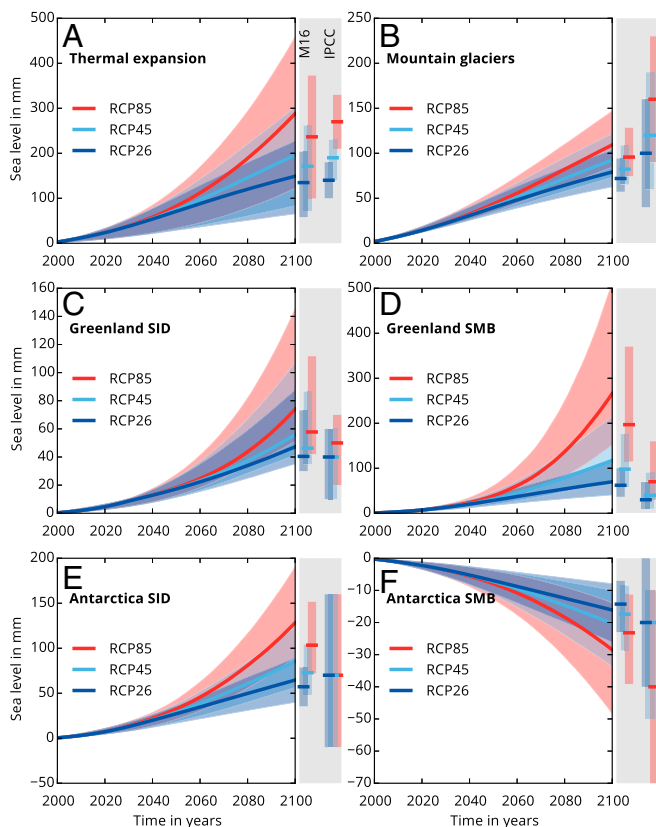 A
B
Thermal expansion
Mountain glaciers
M16
IPCC
RCP85
RCP45
RCP26
RCP85
RCP45
RCP26
Sea level in mm
500
400
300
200
100
0
250
200
150
100
50
0
2000 2020 2040 2060 2080 2100
2000 2020 2040 2060 2080 2100
C
D
Greenland SID
Greenland SMB
RCP85
RCP45
RCP26
RCP85
RCP45
RCP26
Sea level in mm
160
140
120
100
80
60
40
20
0
500
400
300
200
100
0
2000 2020 2040 2060 2080 2100
2000 2020 2040 2060 2080 2100
E
F
Antarctica SID
Antarctica SMB
RCP85
RCP45
RCP26
RCP85
RCP45
RCP26
Sea level in mm
200
150
100
50
0
−50
0
−10
−20
−30
−40
−50
−60
−70
2000 2020 2040 2060 2080 2100
2000 2020 2040 2060 2080 2100
Time in years
Time in years